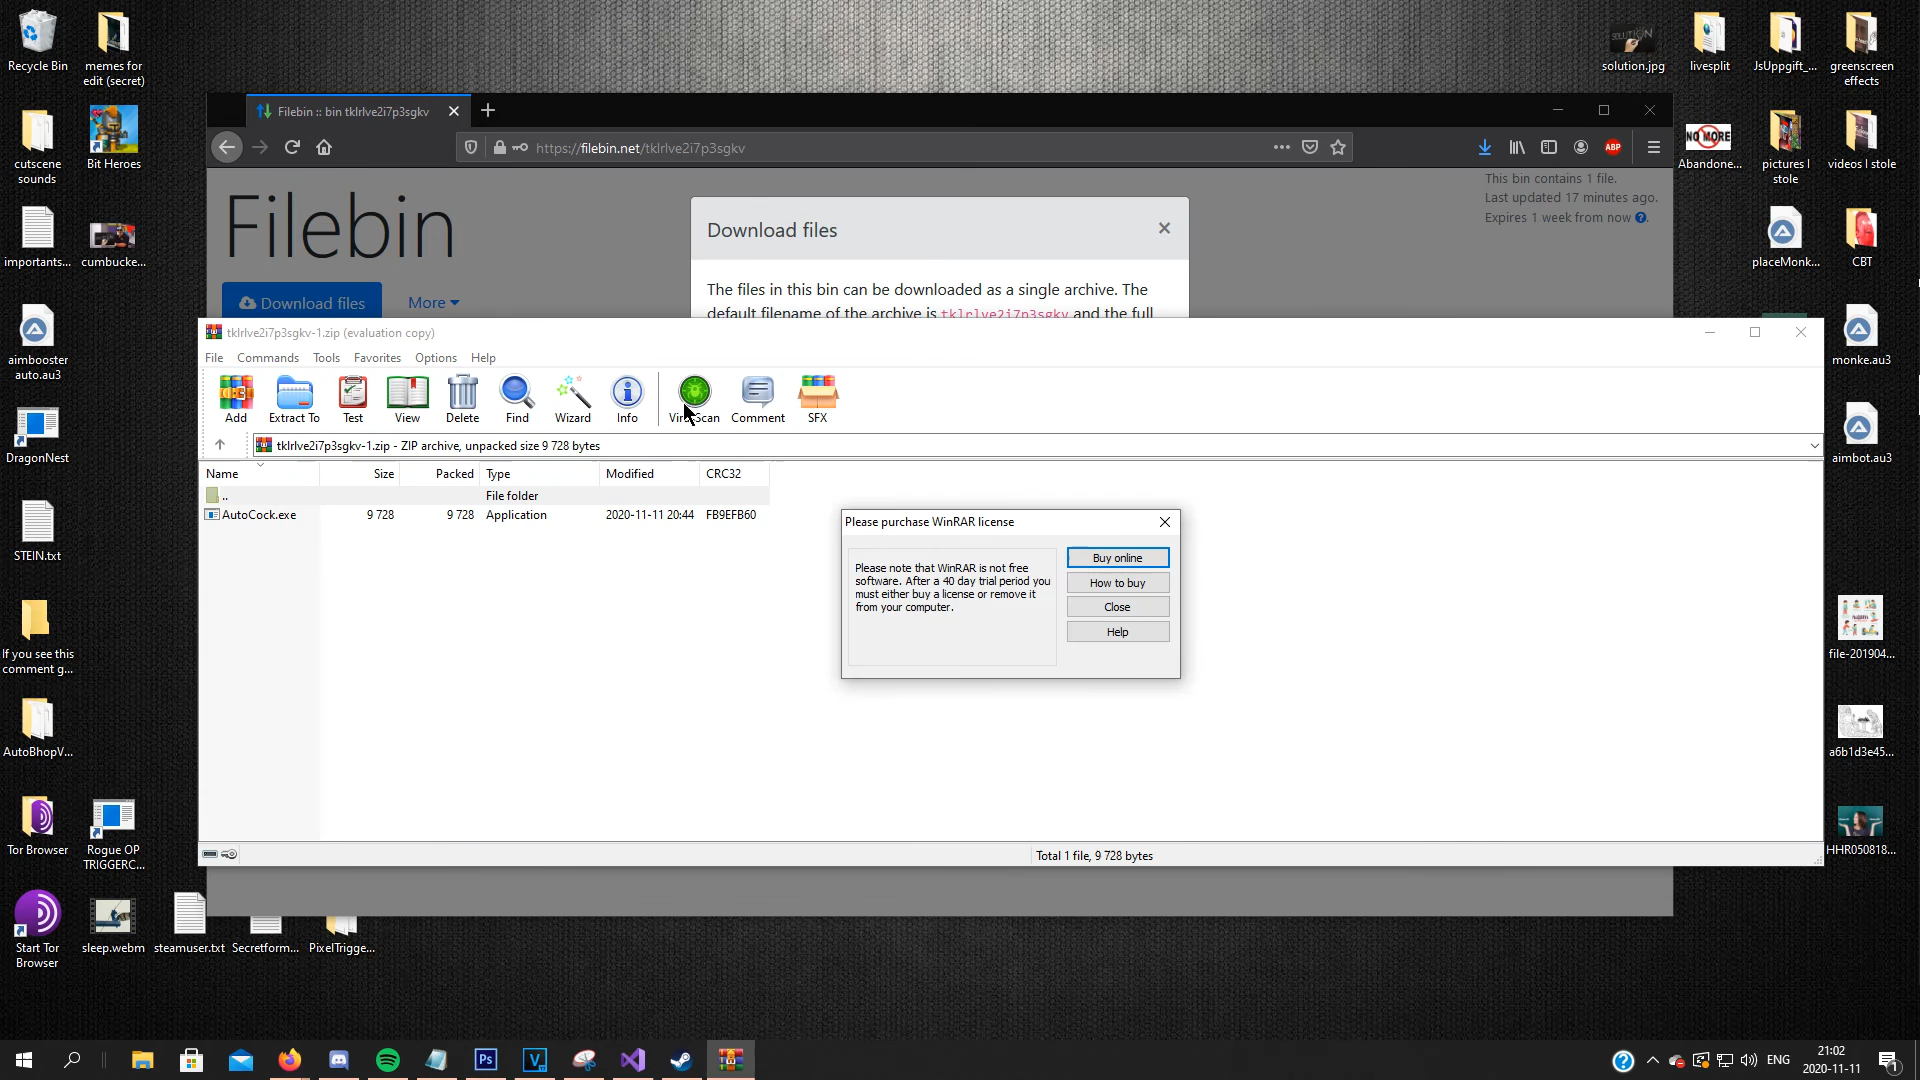 Recycle Bin
memes for
edit (secret)
cutscene
sounds
Bit Heroes
importants...
cumbucke...
aimbooster
auto.au3
DragonNest
STEIN.txt
If you see this
comment g...
AutoBhopV...
Tor Browser
Rogue OP
TRIGGERC...
Start Tor
Browser
sleep.webm
steamuser.txt
Secretform...
PixelTrigge...
SOLUTION
solution.jpg
livesplit
JsUppgift_...
greenscreen
effects
NO MORE
Abandone...
pictures I
stole
videos I stole
placeMonk...
CBT
monke.au3
aimbot.au3
file-201904...
a6b1d3e45...
HHR050818...
Filebin :: bin tklrlve2i7p3sgkv
https://filebin.net/tklrlve2i7p3sgkv
ABP
Filebin
Download files
More
This bin contains 1 file.
Last updated 17 minutes ago.
Expires 1 week from now
Download files
The files in this bin can be downloaded as a single archive. The
default filename of the archive is tklrlve2i7p3sgkv and the full
tklrlve2i7p3sgkv-1.zip (evaluation copy)
File Commands Tools Favorites Options Help
Add Extract To Test View Delete Find Wizard Info VirusScan Comment SFX
tklrlve2i7p3sgkv-1.zip - ZIP archive, unpacked size 9 728 bytes
Name Size Packed Type Modified CRC32
.. File folder
AutoCock.exe 9 728 9 728 Application 2020-11-11 20:44 FB9EFB60
Please purchase WinRAR license
Please note that WinRAR is not free
software. After a 40 day trial period you
must either buy a license or remove it
from your computer.
Buy online
How to buy
Close
Help
Total 1 file, 9 728 bytes
Ps
V
ENG
21:02
2020-11-11
1